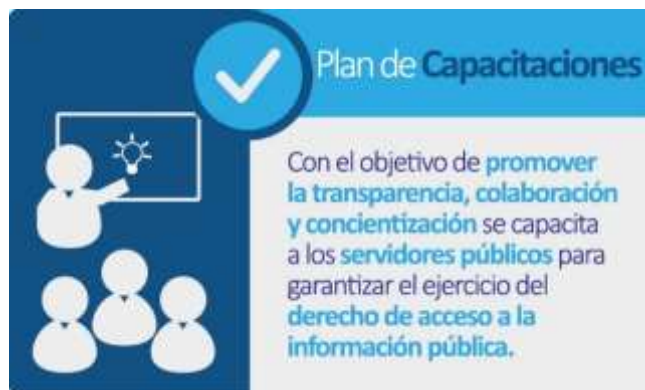 Plan de Capacitaciones
Con el objetivo de promover
la transparencia, colaboración
y concientización se capacita
a los servidores públicos para
garantizar el ejercicio del
derecho de acceso a la
información pública.